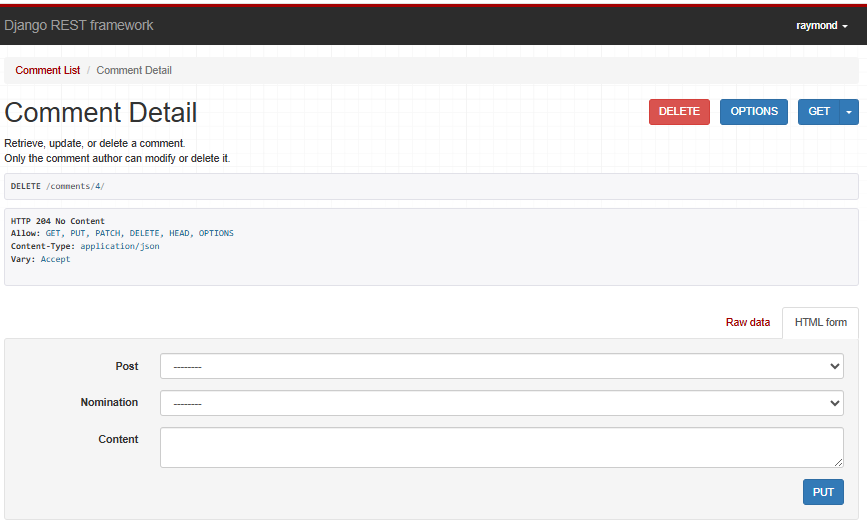 Django REST framework
raymond
Comment List / Comment Detail
Comment Detail
DELETE
OPTIONS
GET
Retrieve, update, or delete a comment.
Only the comment author can modify or delete it.
DELETE /comments/4/
HTTP 204 No Content
Allow: GET, PUT, PATCH, DELETE, HEAD, OPTIONS
Content-Type: application/json
Vary: Accept
Raw data
HTML form
Post
---------
Nomination
---------
Content
PUT